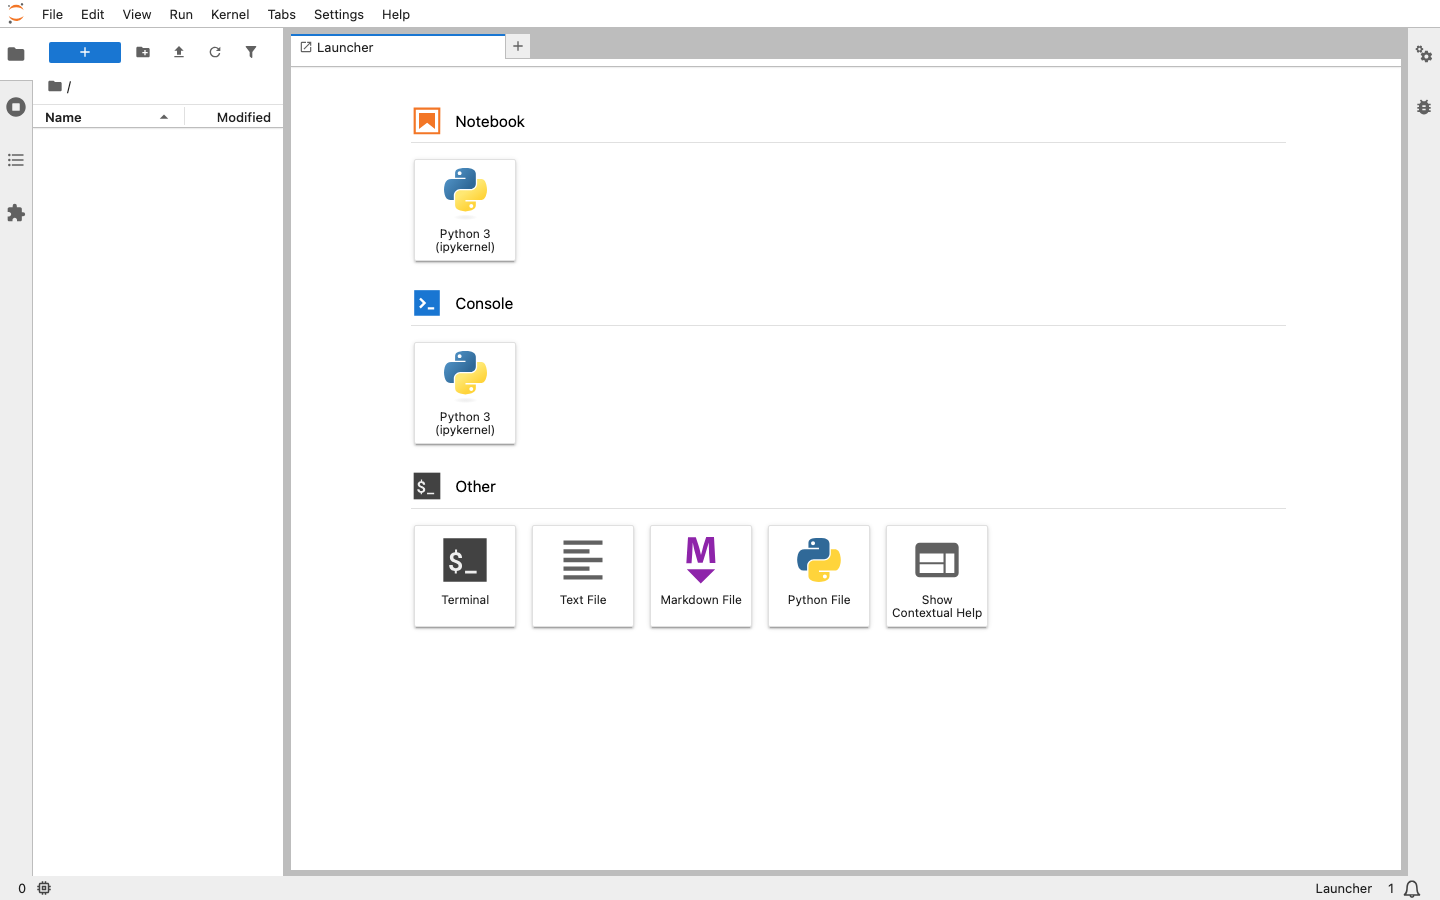 File Edit View Run Kernel Tabs Settings Help
Launcher
/
Name Modified
Notebook
Python 3
(ipykernel)
Console
Python 3
(ipykernel)
$_ Other
$_
Terminal
Text File
M
Markdown File
Python File
Show
Contextual Help
0
Launcher 1